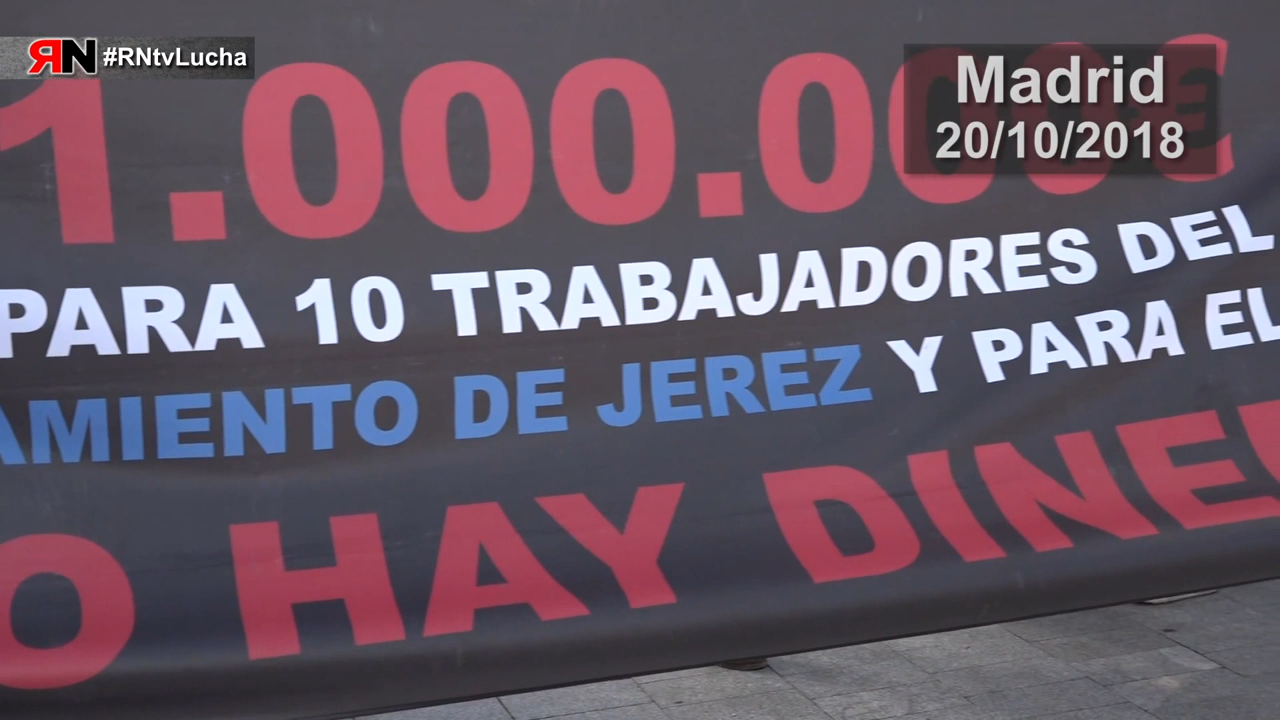 RN #RNtvLucha
Madrid
20/10/2018
1.000.000€
PARA 10 TRABAJADORES DEL
AMIENTO DE JEREZ Y PARA EL
O HAY DINE